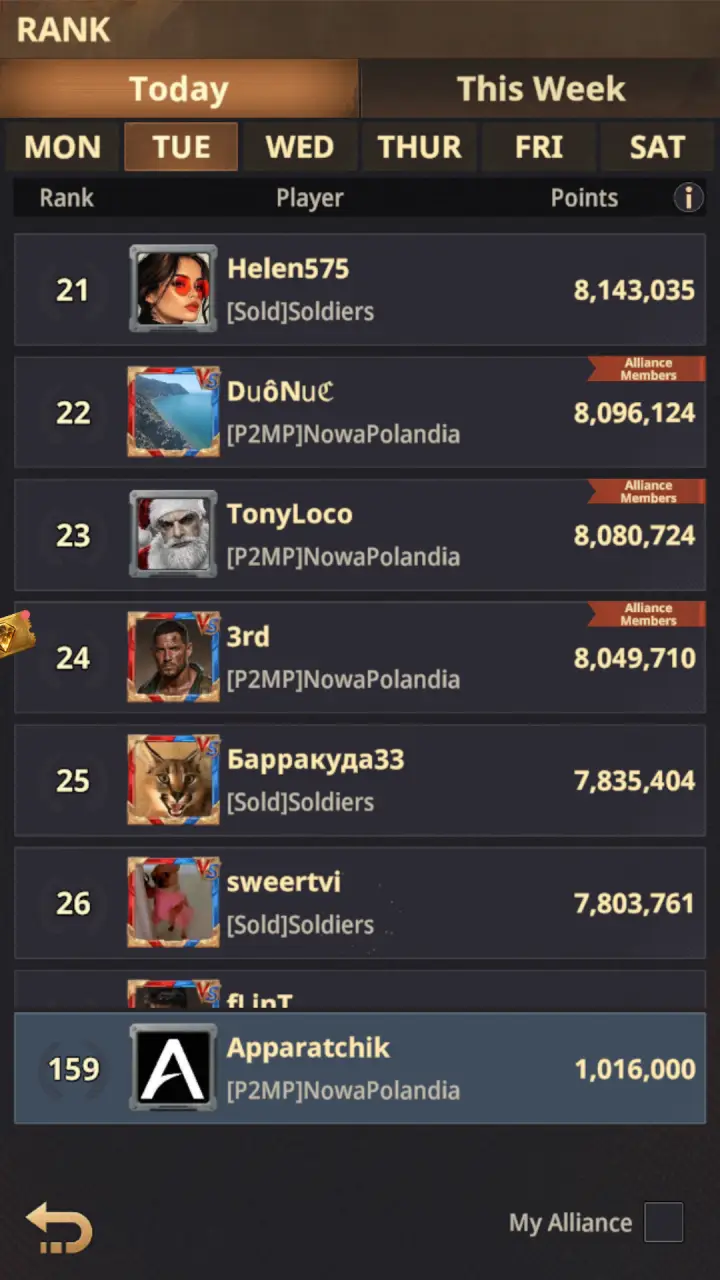 RANK
Today This Week
MON TUE WED THUR FRI SAT
Rank Player Points
21 Helen575 8,143,035
[Sold]Soldiers
Alliance Members
22 DuôNuℭ 8,096,124
[P2MP]NowaPolandia
Alliance Members
23 TonyLoco 8,080,724
[P2MP]NowaPolandia
Alliance Members
24 3rd 8,049,710
[P2MP]NowaPolandia
25 Барракуда33 7,835,404
[Sold]Soldiers
26 sweertvi 7,803,761
[Sold]Soldiers
fLinT
159 Apparatchik 1,016,000
[P2MP]NowaPolandia
My Alliance